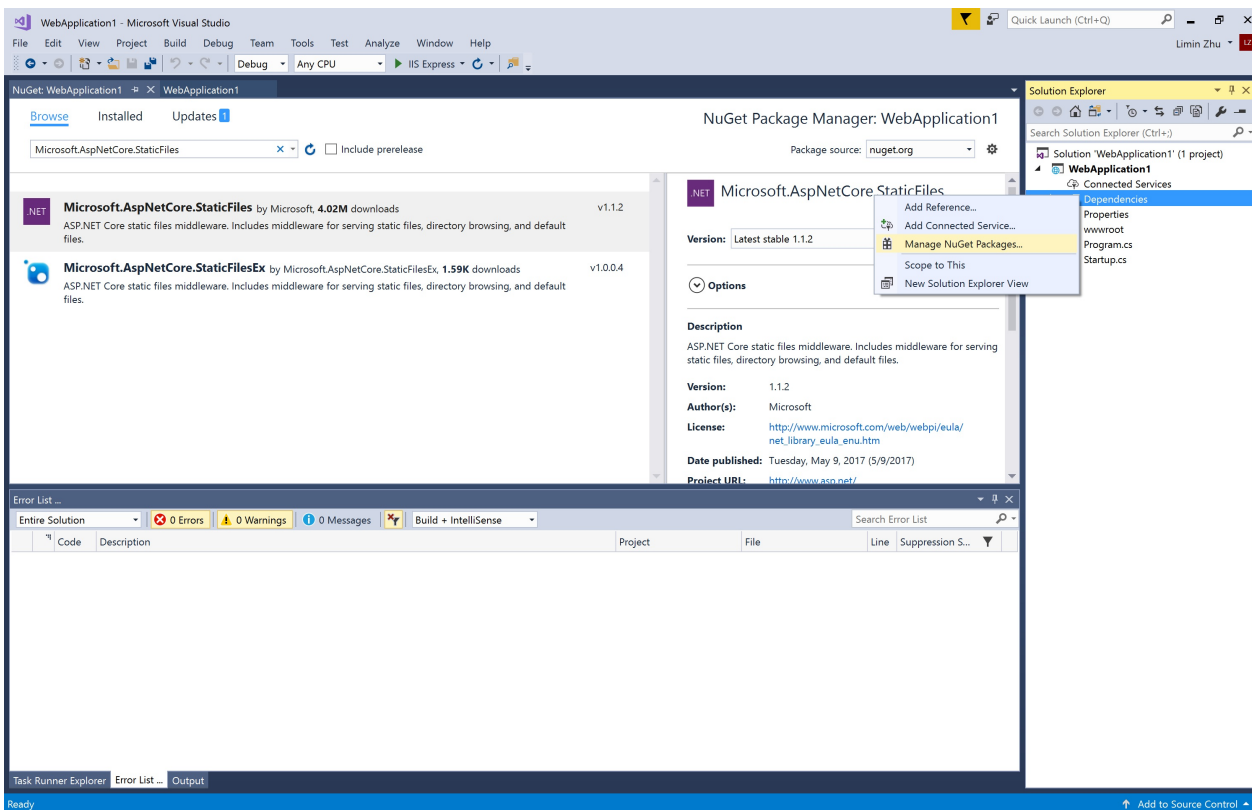 WebApplication1 - Microsoft Visual Studio
Quick Launch (Ctrl+Q)
File Edit View Project Build Debug Team Tools Test Analyze Window Help
Limin Zhu
LZ
Debug Any CPU IIS Express
NuGet: WebApplication1 WebApplication1
Browse Installed Updates 1
NuGet Package Manager: WebApplication1
Microsoft.AspNetCore.StaticFiles
Include prerelease
Package source: nuget.org
.NET
Microsoft.AspNetCore.StaticFiles by Microsoft, 4.02M downloads
v1.1.2
ASP.NET Core static files middleware. Includes middleware for serving static files, directory browsing, and default
files.
Microsoft.AspNetCore.StaticFilesEx by Microsoft.AspNetCore.StaticFilesEx, 1.59K downloads
v1.0.0.4
ASP.NET Core static files middleware. Includes middleware for serving static files, directory browsing, and default
files.
.NET
Microsoft.AspNetCore.StaticFiles
Version: Latest stable 1.1.2
Options
Description
ASP.NET Core static files middleware. Includes middleware for serving
static files, directory browsing, and default files.
Version: 1.1.2
Author(s): Microsoft
License: http://www.microsoft.com/web/webpi/eula/
net_library_eula_enu.htm
Date published: Tuesday, May 9, 2017 (5/9/2017)
Project URL: http://www.asp.net/
Add Reference...
Add Connected Service...
Manage NuGet Packages...
Scope to This
New Solution Explorer View
Solution Explorer
Search Solution Explorer (Ctrl+;)
Solution 'WebApplication1' (1 project)
WebApplication1
Connected Services
Dependencies
Properties
wwwroot
Program.cs
Startup.cs
Error List ...
Entire Solution 0 Errors 0 Warnings 0 Messages Build + IntelliSense
Search Error List
Code Description Project File Line Suppression S...
Task Runner Explorer Error List ... Output
Ready
Add to Source Control